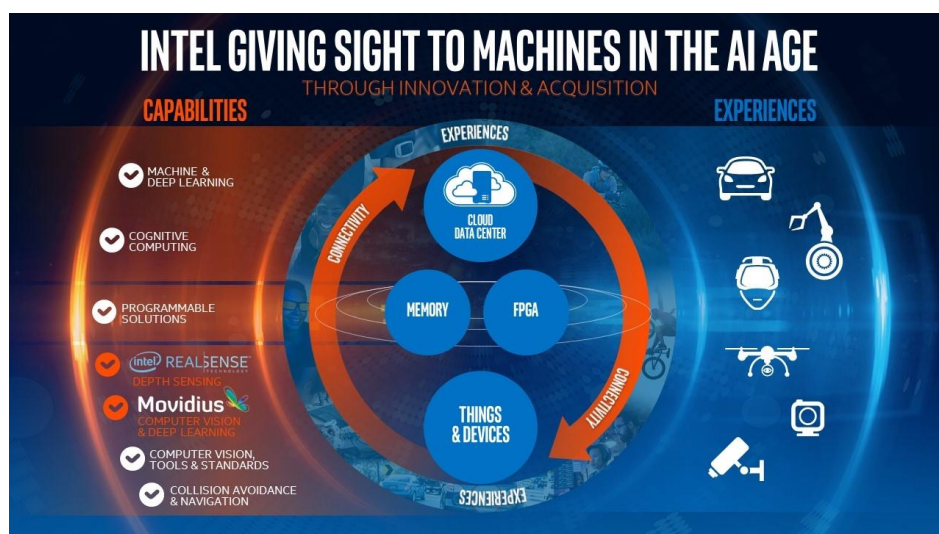 INTEL GIVING SIGHT TO MACHINES IN THE AI AGE
THROUGH INNOVATION & ACQUISITION
CAPABILITIES
MACHINE &
DEEP LEARNING
COGNITIVE
COMPUTING
PROGRAMMABLE
SOLUTIONS
intel REALSENSE
TECHNOLOGY
DEPTH SENSING
Movidius
COMPUTER VISION
& DEEP LEARNING
COMPUTER VISION,
TOOLS & STANDARDS
COLLISION AVOIDANCE
& NAVIGATION
EXPERIENCES
CONNECTIVITY
CLOUD
DATA CENTER
MEMORY
FPGA
THINGS
& DEVICES
CONNECTIVITY
EXPERIENCES
EXPERIENCES